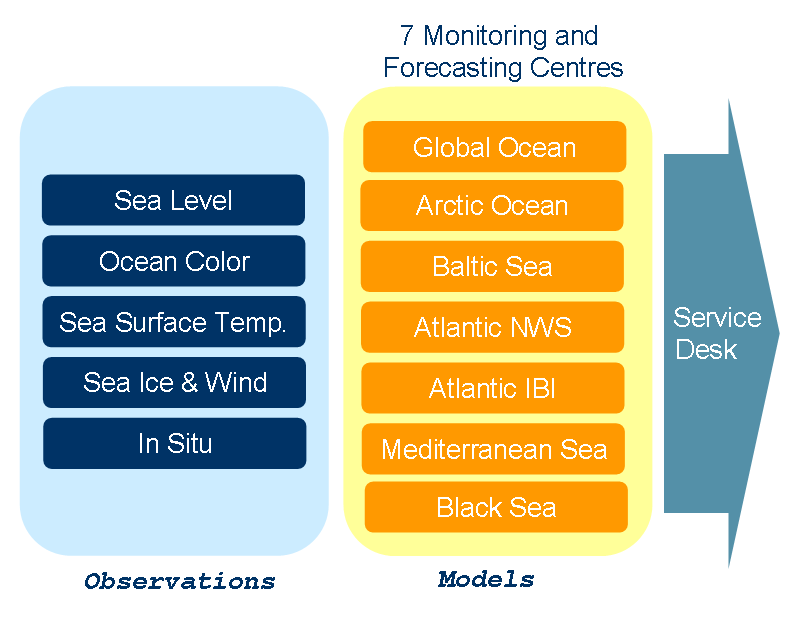 7 Monitoring and
Forecasting Centres
Sea Level
Ocean Color
Sea Surface Temp.
Sea Ice & Wind
In Situ
Observations
Global Ocean
Arctic Ocean
Baltic Sea
Atlantic NWS
Atlantic IBI
Mediterranean Sea
Black Sea
Models
Service
Desk